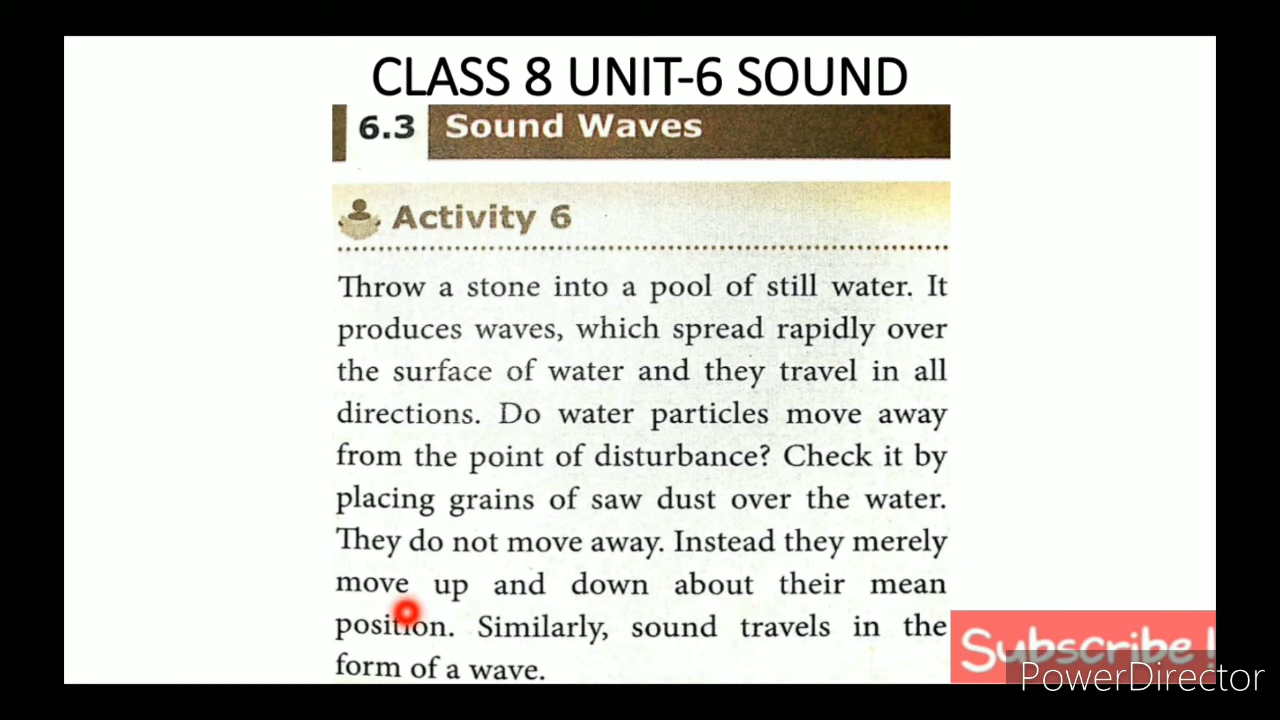 CLASS 8 UNIT-6 SOUND
6.3 Sound Waves
Activity 6
Throw a stone into a pool of still water. It
produces waves, which spread rapidly over
the surface of water and they travel in all
directions. Do water particles move away
from the point of disturbance? Check it by
placing grains of saw dust over the water.
They do not move away. Instead they merely
move up and down about their mean
position. Similarly, sound travels in the
form of a wave.
Subscribe !
PowerDirector